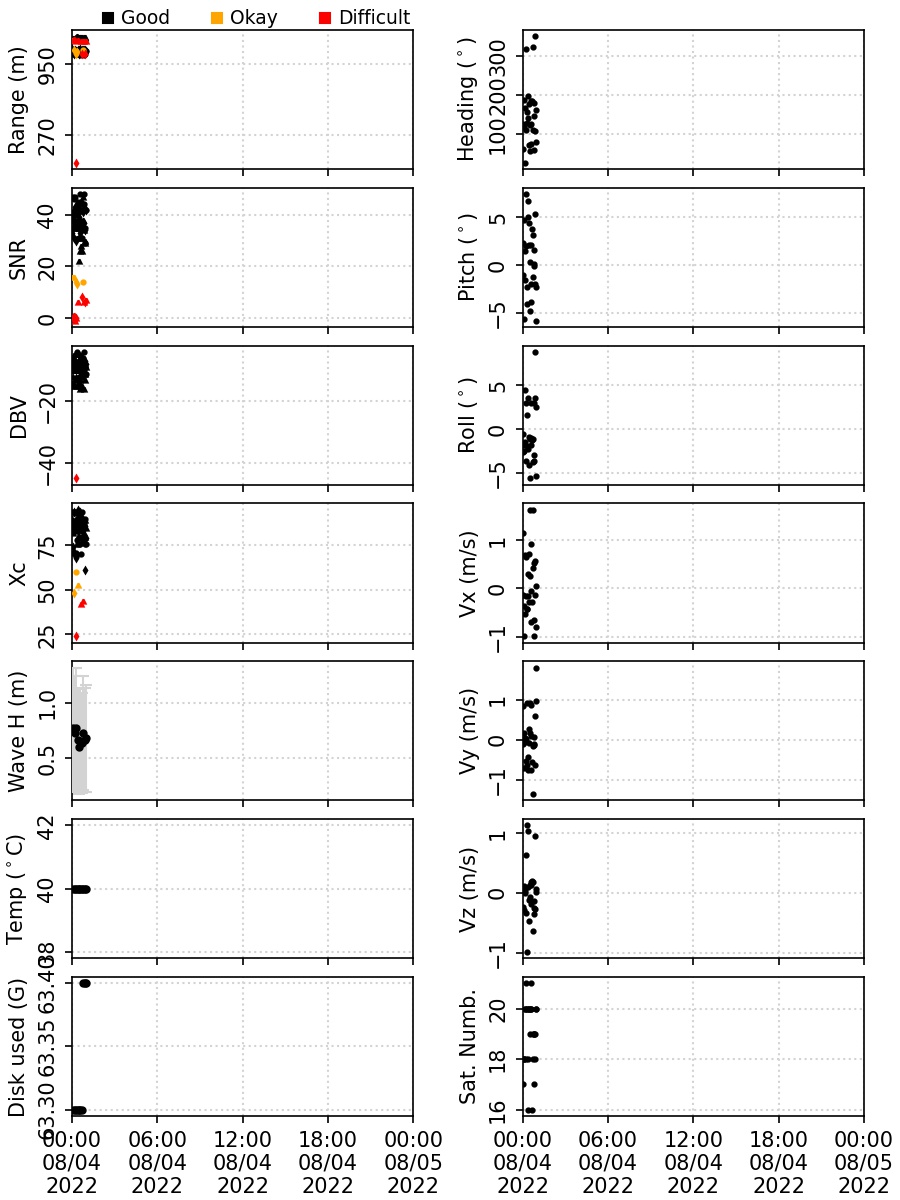 Good Okay Difficult
Range (m)
950
270
Heading (°)
300
200
100
SNR
40
20
0
Pitch (°)
5
0
−5
DBV
−20
−40
Roll (°)
5
0
−5
Xc
75
50
25
Vx (m/s)
1
0
−1
Wave H (m)
1.0
0.5
Vy (m/s)
1
0
−1
Temp (°C)
42
40
38
Vz (m/s)
1
0
−1
Disk used (G)
63.40
63.35
63.30
Sat. Numb.
20
18
16
00:00 06:00 12:00 18:00 00:00
08/04 08/04 08/04 08/04 08/05
2022 2022 2022 2022 2022
00:00 06:00 12:00 18:00 00:00
08/04 08/04 08/04 08/04 08/05
2022 2022 2022 2022 2022